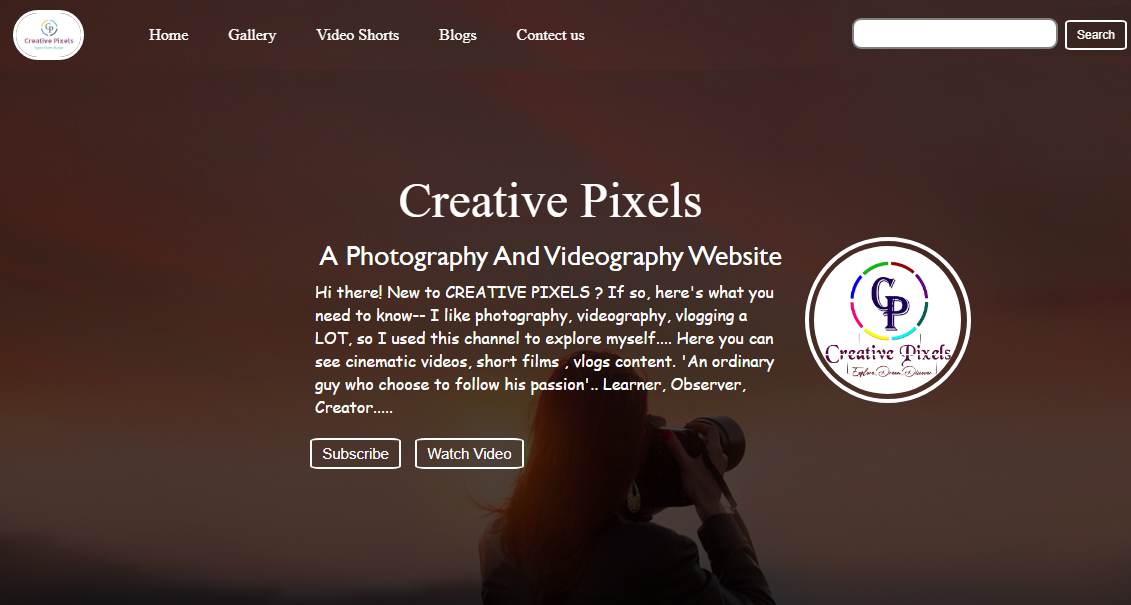 Creative Pixels
Home Gallery Video Shorts Blogs Contect us
Search
Creative Pixels
A Photography And Videography Website
Hi there! New to CREATIVE PIXELS ? If so, here's what you
need to know-- I like photography, videography, vlogging a
LOT, so I used this channel to explore myself.... Here you can
see cinematic videos, short films , vlogs content. 'An ordinary
guy who choose to follow his passion'.. Learner, Observer,
Creator.....
Subscribe Watch Video
CP
Creative Pixels
Explore.Dream.Discover